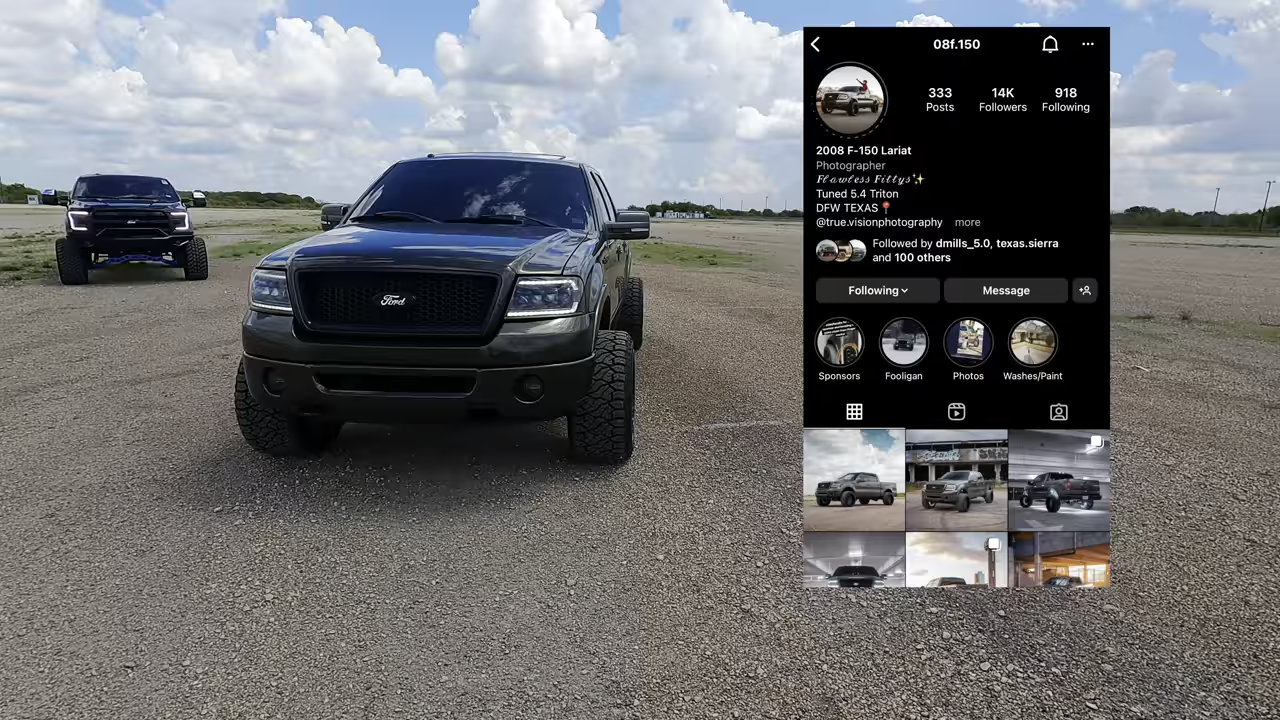 Ford
08f.150
333
14K
918
Posts
Followers
Following
2008 F-150 Lariat
Photographer
𝓕𝓵𝓪𝔀𝓵𝓮𝓼𝓼 𝓕𝓲𝓽𝓽𝔂𝓼✨
Tuned 5.4 Triton
DFW TEXAS📍
@true.visionphotography more
Followed by dmills_5.0, texas.sierra
and 100 others
Following
Message
Sponsors
Fooligan
Photos
Washes/Paint